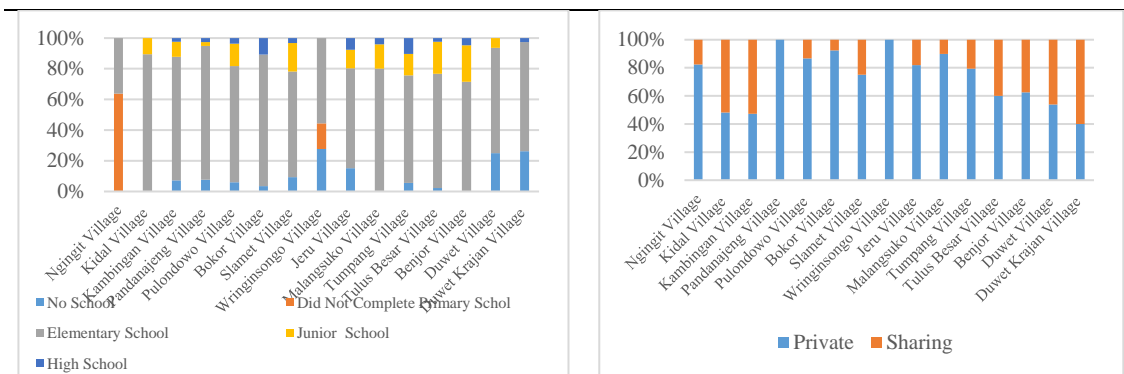 100%
80%
60%
40%
20%
0%
Ngingit Village
Kidal Village
Kambingan Village
Pandanajeng Village
Pulondowo Village
Bokor Village
Slamet Village
Wringinsongo Village
Jeru Village
Malangsuko Village
Tumpang Village
Tulus Besar Village
Benjor Village
Duwet Village
Duwet Krajan Village
No School
Did Not Complete Primary Schol
Elementary School
Junior School
High School
100%
80%
60%
40%
20%
0%
Ngingit Village
Kidal Village
Kambingan Village
Pandanajeng Village
Pulondowo Village
Bokor Village
Slamet Village
Wringinsongo Village
Jeru Village
Malangsuko Village
Tumpang Village
Tulus Besar Village
Benjor Village
Duwet Village
Duwet Krajan Village
Private
Sharing